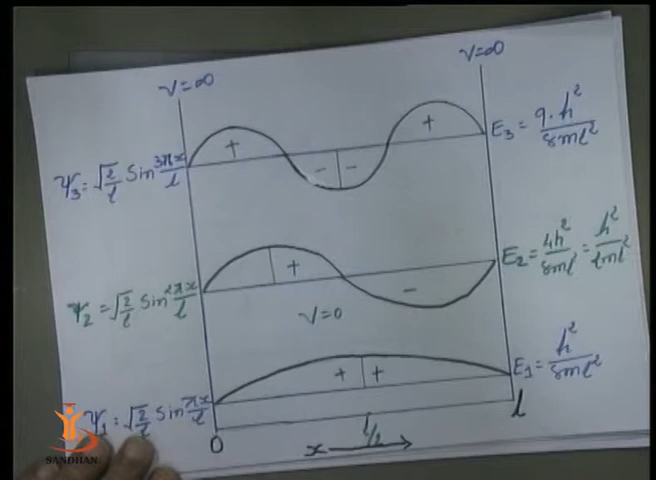 V=∞ V=∞
ψ₃=√(2/l) Sin 3πx/l + - - + E₃= 9.h²/8ml²
ψ₂=√(2/l) Sin 2πx/l + - E₂= 4h²/8ml² = h²/2ml²
V=0
ψ₁=√(2/l) Sin πx/l + + E₁= h²/8ml²
0 l/2 l
x
SANDHAN